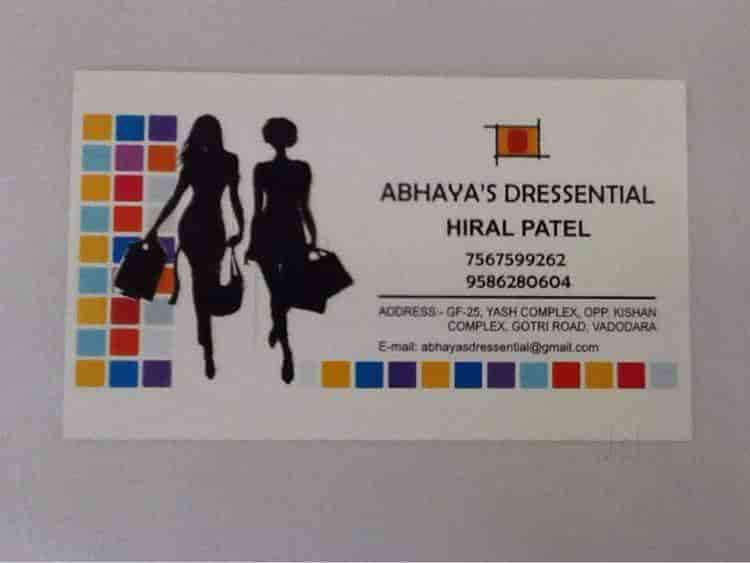 ABHAYA'S DRESSENTIAL
HIRAL PATEL
7567599262
9586280604
ADDRESS:- GF-25, YASH COMPLEX, OPP. KISHAN
COMPLEX, GOTRI ROAD, VADODARA
E-mail: abhayasdressential@gmail.com